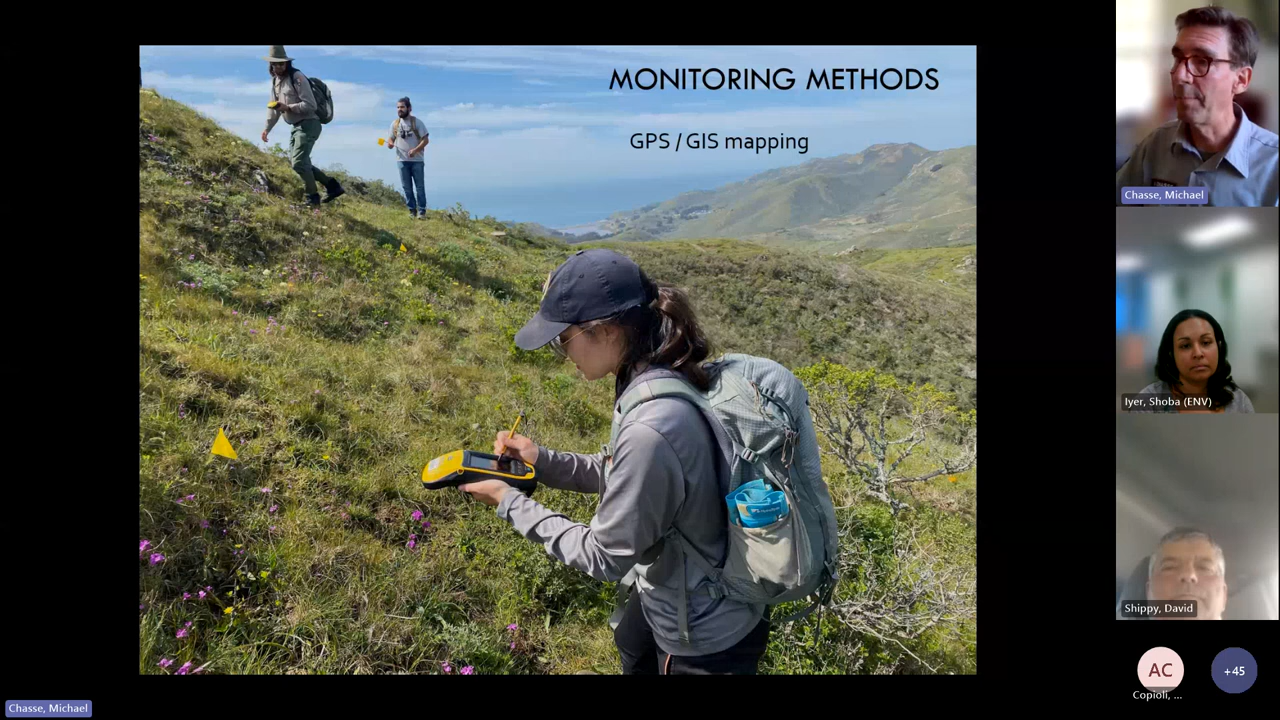 MONITORING METHODS
GPS / GIS mapping
Chasse, Michael
Iyer, Shoba (ENV)
Shippy, David
AC
Copioli, ...
+45
Chasse, Michael